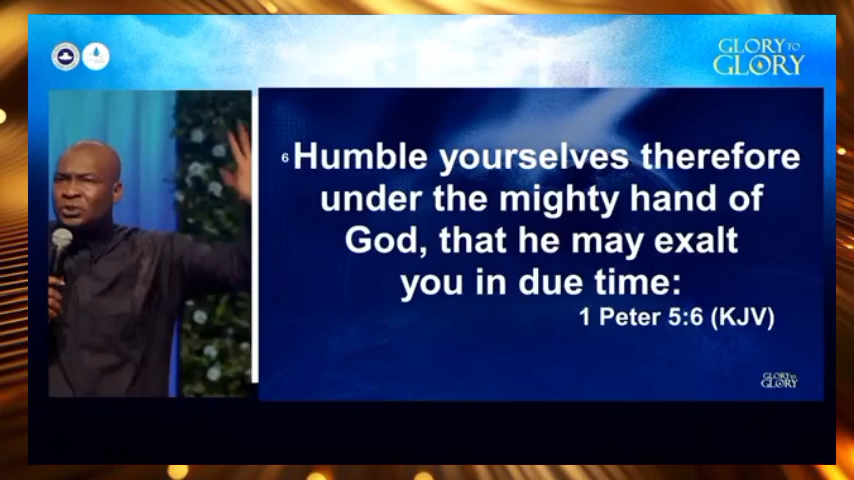 GLORY TO
GLORY
6 Humble yourselves therefore
under the mighty hand of
God, that he may exalt
you in due time:
1 Peter 5:6 (KJV)
GLORY TO
GLORY